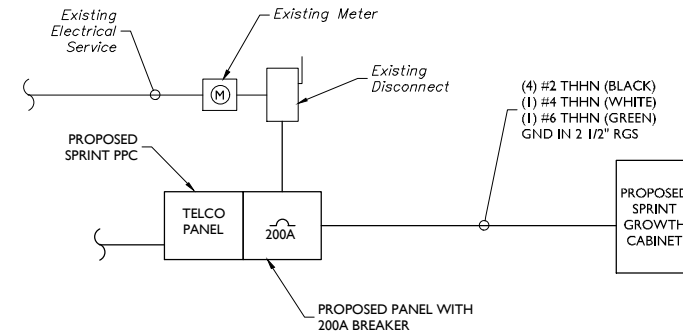 Existing
Electrical
Service
Existing Meter
M
Existing
Disconnect
(4) #2 THHN (BLACK)
(1) #4 THHN (WHITE)
(1) #6 THHN (GREEN)
GND IN 2 1/2" RGS
PROPOSED
SPRINT PPC
TELCO
PANEL
200A
PROPOSED
SPRINT
GROWTH
CABINET
PROPOSED PANEL WITH
200A BREAKER